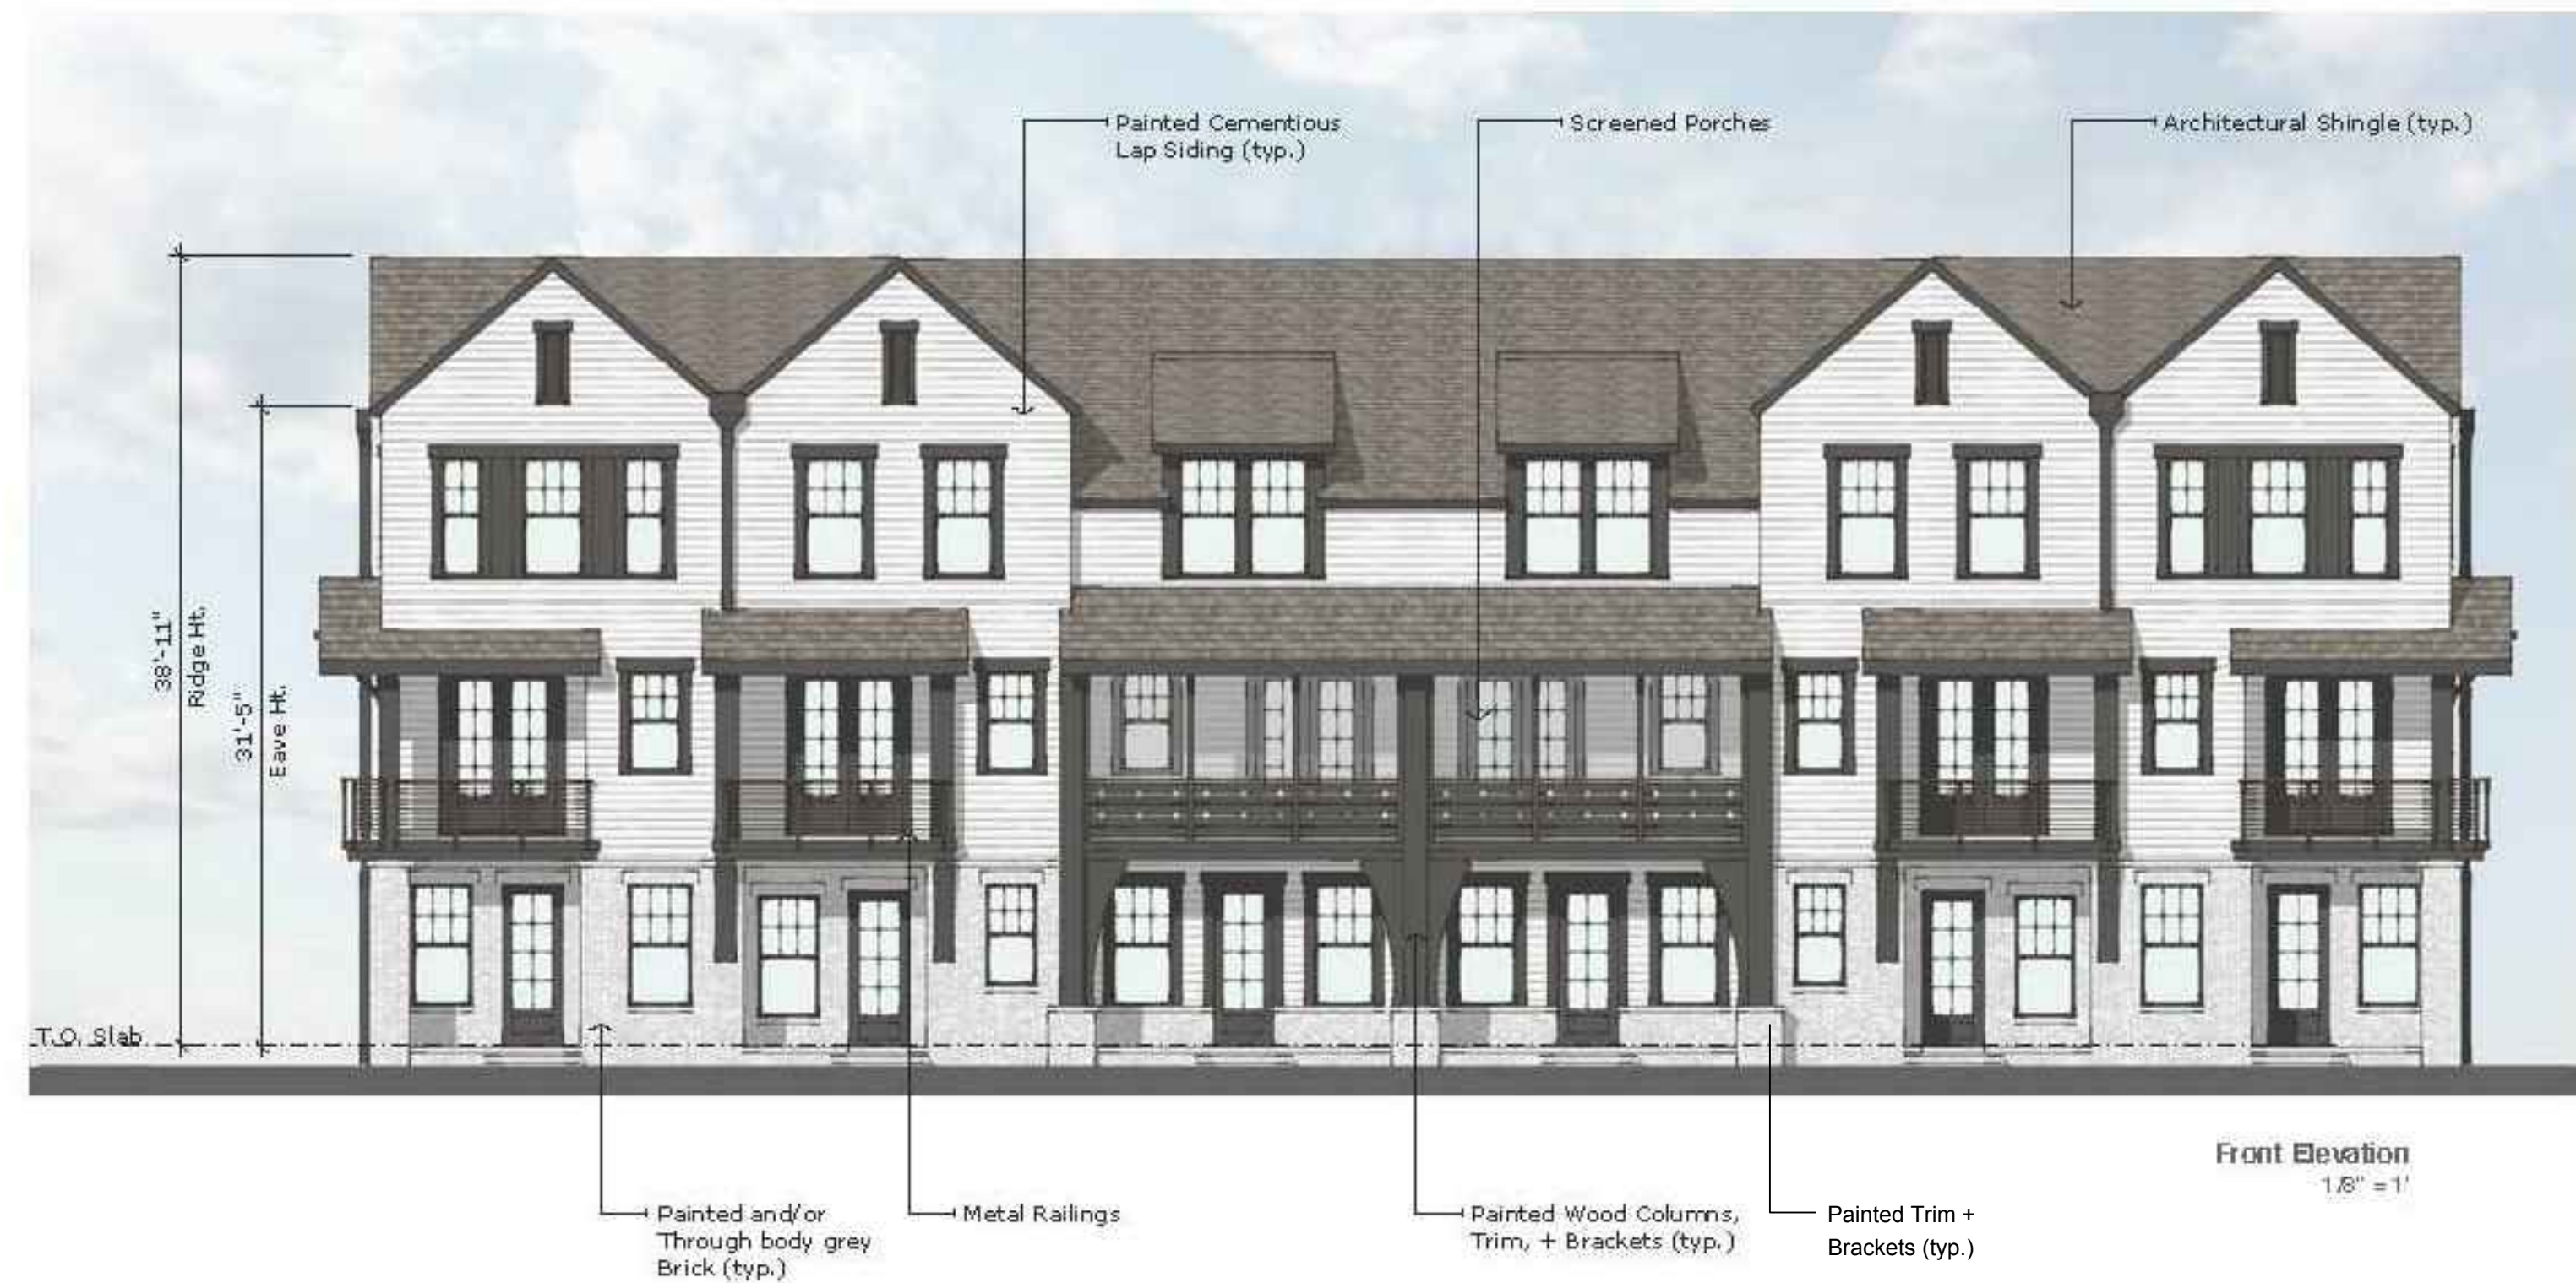 Painted Cementious
Lap Siding (typ.)
Screened Porches
Architectural Shingle (typ.)
38'-11"
Ridge Ht.
31'-5"
Eave Ht.
T.O. Slab
Painted and/or
Through body grey
Brick (typ.)
Metal Railings
Painted Wood Columns,
Trim, + Brackets (typ.)
Painted Trim +
Brackets (typ.)
Front Elevation
1/8" = 1'